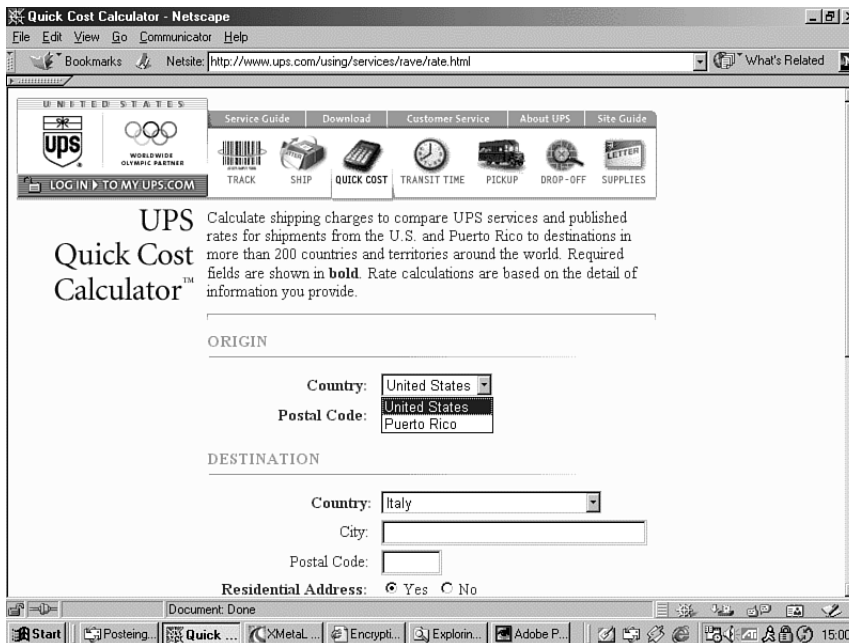 Quick Cost Calculator - Netscape
File Edit View Go Communicator Help
Bookmarks Netsite: http://www.ups.com/using/services/rave/rate.html What's Related
UNITED STATES
ups
WORLDWIDE
OLYMPIC PARTNER
LOG IN TO MY UPS.COM
Service Guide Download Customer Service About UPS Site Guide
LETTER
TRACK SHIP QUICK COST TRANSIT TIME PICKUP DROP-OFF SUPPLIES
UPS
Quick Cost
Calculator™
Calculate shipping charges to compare UPS services and published
rates for shipments from the U.S. and Puerto Rico to destinations in
more than 200 countries and territories around the world. Required
fields are shown in bold. Rate calculations are based on the detail of
information you provide.
ORIGIN
Country: United States
United States
Postal Code:
Puerto Rico
DESTINATION
Country: Italy
City:
Postal Code:
Residential Address: Yes No
Document: Done
Start Posteing... Quick ... XMetaL ... Encrypti... Explorin... Adobe P... 15:07